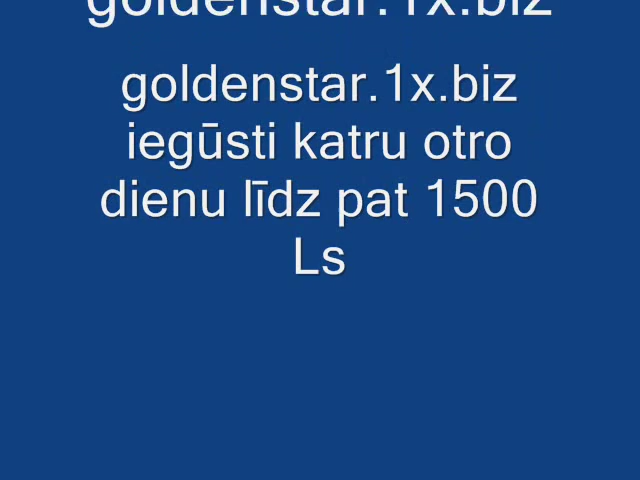 goldenstar.1x.biz
goldenstar.1x.biz
iegūsti katru otro
dienu līdz pat 1500
Ls